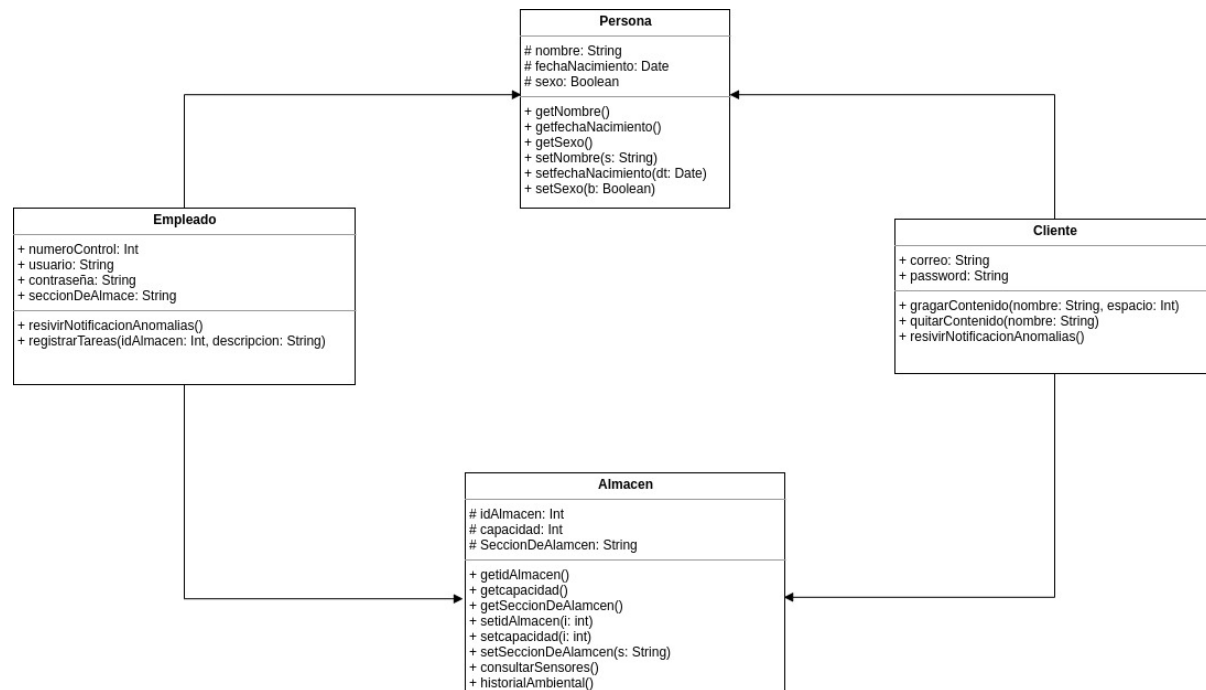 Persona
# nombre: String
# fechaNacimiento: Date
# sexo: Boolean
+ getNombre()
+ getfechaNacimiento()
+ getSexo()
+ setNombre(s: String)
+ setfechaNacimiento(dt: Date)
+ setSexo(b: Boolean)
Empleado
+ numeroControl: Int
+ usuario: String
+ contraseña: String
+ seccionDeAlmace: String
+ resivirNotificacionAnomalias()
+ registrarTareas(idAlmacen: Int, descripcion: String)
Cliente
+ correo: String
+ password: String
+ gragarContenido(nombre: String, espacio: Int)
+ quitarContenido(nombre: String)
+ resivirNotificacionAnomalias()
Almacen
# idAlmacen: Int
# capacidad: Int
# SeccionDeAlamcen: String
+ getidAlmacen()
+ getcapacidad()
+ getSeccionDeAlamcen()
+ setidAlmacen(i: int)
+ setcapacidad(i: int)
+ setSeccionDeAlamcen(s: String)
+ consultarSensores()
+ historialAmbiental()